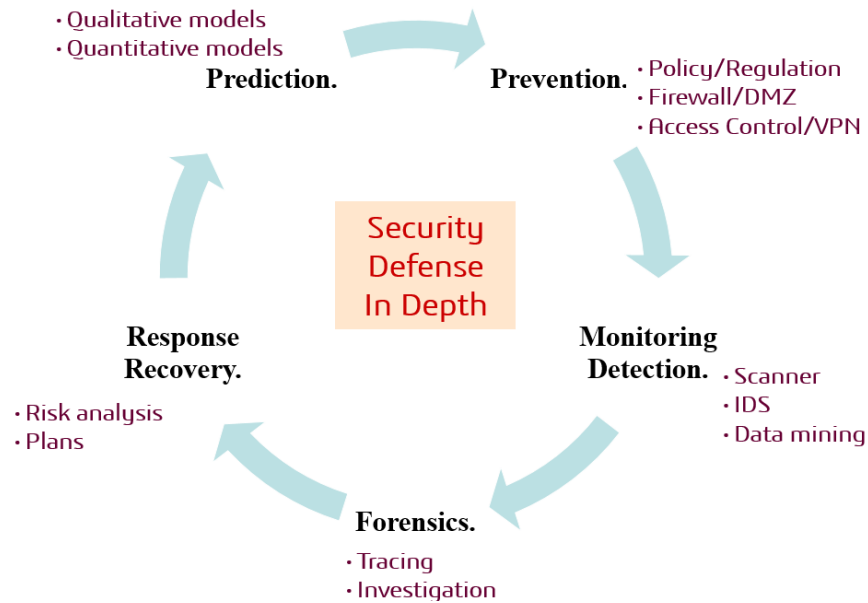 • Qualitative models
• Quantitative models
Prediction.
Prevention.
• Policy/Regulation
• Firewall/DMZ
• Access Control/VPN
Security
Defense
In Depth
Response
Recovery.
• Risk analysis
• Plans
Monitoring
Detection.
• Scanner
• IDS
• Data mining
Forensics.
• Tracing
• Investigation